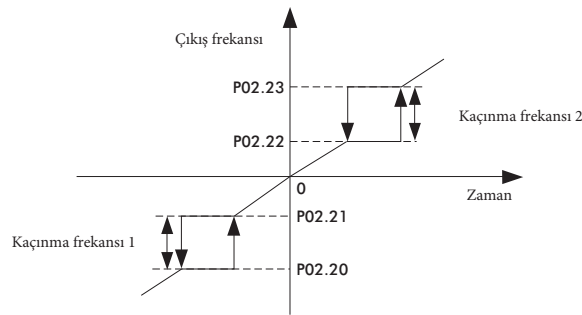 Çıkış frekansı
P02.23
Kaçınma frekansı 2
P02.22
0
Zaman
P02.21
Kaçınma frekansı 1
P02.20